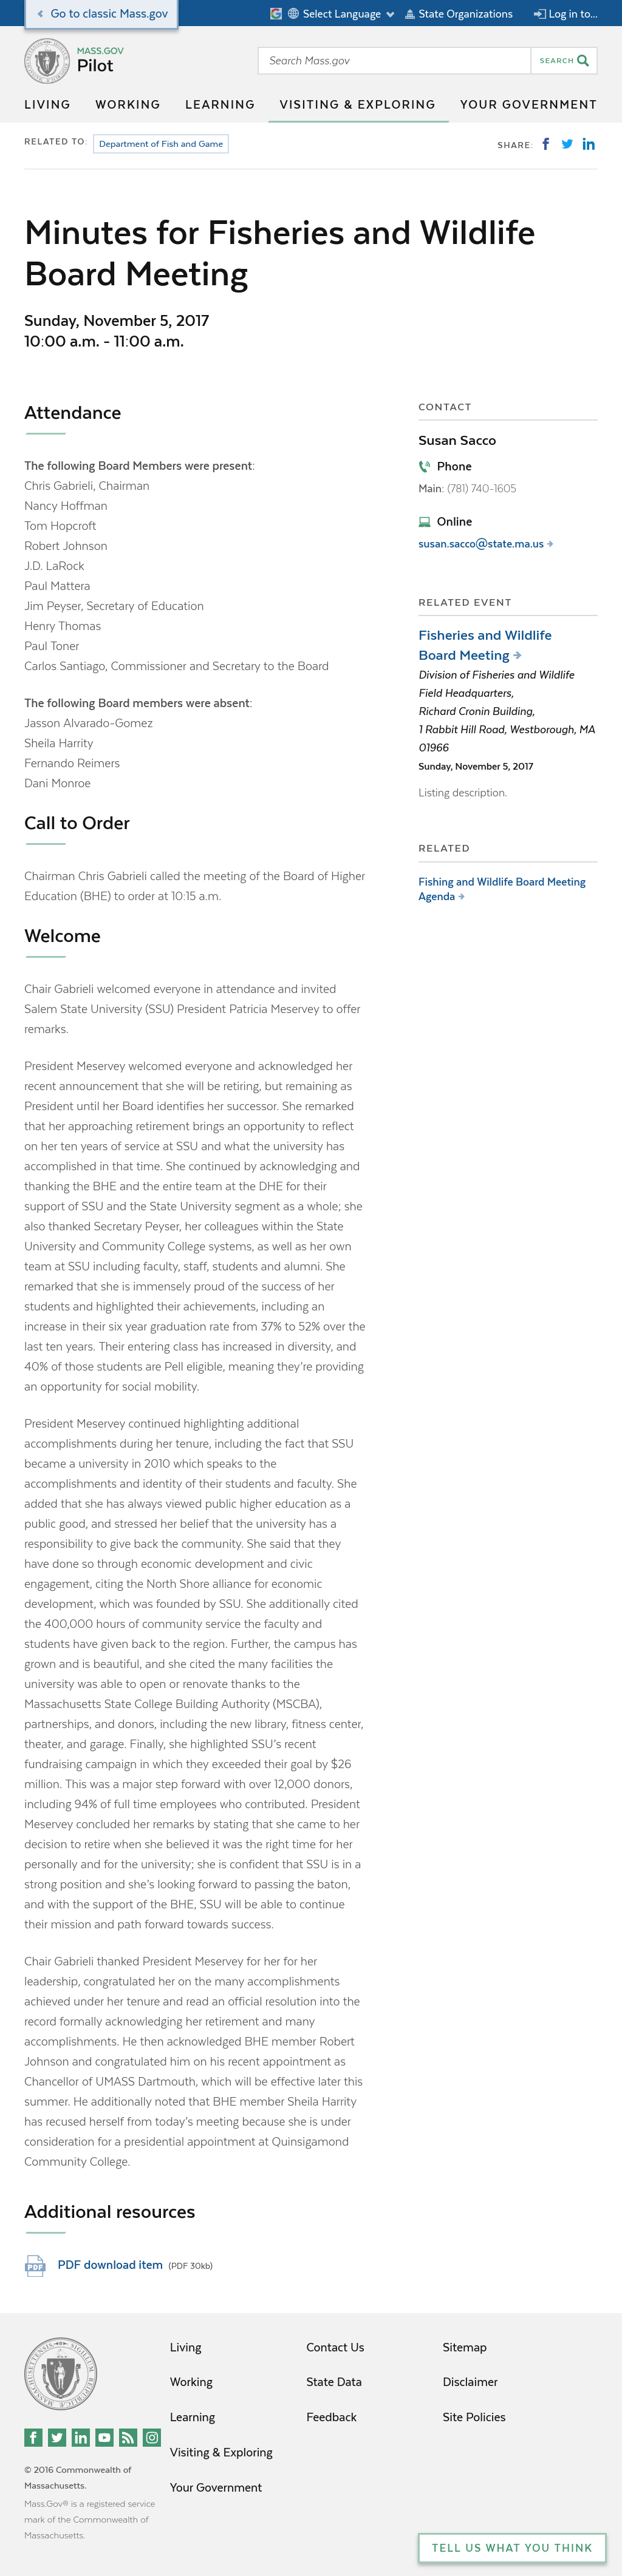 Go to classic Mass.gov
Select Language
State Organizations
Log in to...
MASS.GOV
Pilot
Search Mass.gov
SEARCH
LIVING
WORKING
LEARNING
VISITING & EXPLORING
YOUR GOVERNMENT
RELATED TO:
Department of Fish and Game
SHARE:
Minutes for Fisheries and Wildlife
Board Meeting
Sunday, November 5, 2017
10:00 a.m. - 11:00 a.m.
Attendance
The following Board Members were present:
Chris Gabrieli, Chairman
Nancy Hoffman
Tom Hopcroft
Robert Johnson
J.D. LaRock
Paul Mattera
Jim Peyser, Secretary of Education
Henry Thomas
Paul Toner
Carlos Santiago, Commissioner and Secretary to the Board
The following Board members were absent:
Jasson Alvarado-Gomez
Sheila Harrity
Fernando Reimers
Dani Monroe
Call to Order
Chairman Chris Gabrieli called the meeting of the Board of Higher
Education (BHE) to order at 10:15 a.m.
Welcome
Chair Gabrieli welcomed everyone in attendance and invited
Salem State University (SSU) President Patricia Meservey to offer
remarks.
President Meservey welcomed everyone and acknowledged her
recent announcement that she will be retiring, but remaining as
President until her Board identifies her successor. She remarked
that her approaching retirement brings an opportunity to reflect
on her ten years of service at SSU and what the university has
accomplished in that time. She continued by acknowledging and
thanking the BHE and the entire team at the DHE for their
support of SSU and the State University segment as a whole; she
also thanked Secretary Peyser, her colleagues within the State
University and Community College systems, as well as her own
team at SSU including faculty, staff, students and alumni. She
remarked that she is immensely proud of the success of her
students and highlighted their achievements, including an
increase in their six year graduation rate from 37% to 52% over the
last ten years. Their entering class has increased in diversity, and
40% of those students are Pell eligible, meaning they're providing
an opportunity for social mobility.
President Meservey continued highlighting additional
accomplishments during her tenure, including the fact that SSU
became a university in 2010 which speaks to the
accomplishments and identity of their students and faculty. She
added that she has always viewed public higher education as a
public good, and stressed her belief that the university has a
responsibility to give back the community. She said that they
have done so through economic development and civic
engagement, citing the North Shore alliance for economic
development, which was founded by SSU. She additionally cited
the 400,000 hours of community service the faculty and
students have given back to the region. Further, the campus has
grown and is beautiful, and she cited the many facilities the
university was able to open or renovate thanks to the
Massachusetts State College Building Authority (MSCBA),
partnerships, and donors, including the new library, fitness center,
theater, and garage. Finally, she highlighted SSU's recent
fundraising campaign in which they exceeded their goal by $26
million. This was a major step forward with over 12,000 donors,
including 94% of full time employees who contributed. President
Meservey concluded her remarks by stating that she came to her
decision to retire when she believed it was the right time for her
personally and for the university; she is confident that SSU is in a
strong position and she's looking forward to passing the baton,
and with the support of the BHE, SSU will be able to continue
their mission and path forward towards success.
Chair Gabrieli thanked President Meservey for her for her
leadership, congratulated her on the many accomplishments
achieved under her tenure and read an official resolution into the
record formally acknowledging her retirement and many
accomplishments. He then acknowledged BHE member Robert
Johnson and congratulated him on his recent appointment as
Chancellor of UMASS Dartmouth, which will be effective later this
summer. He additionally noted that BHE member Sheila Harrity
has recused herself from today's meeting because she is under
consideration for a presidential appointment at Quinsigamond
Community College.
Additional resources
PDF
PDF download item (PDF 30kb)
CONTACT
Susan Sacco
Phone
Main: (781) 740-1605
Online
susan.sacco@state.ma.us
RELATED EVENT
Fisheries and Wildlife
Board Meeting
Division of Fisheries and Wildlife
Field Headquarters,
Richard Cronin Building,
1 Rabbit Hill Road, Westborough, MA
01966
Sunday, November 5, 2017
Listing description.
RELATED
Fishing and Wildlife Board Meeting
Agenda
Living
Working
Learning
Visiting & Exploring
Your Government
Contact Us
State Data
Feedback
Sitemap
Disclaimer
Site Policies
© 2016 Commonwealth of
Massachusetts.
Mass.Gov® is a registered service
mark of the Commonwealth of
Massachusetts.
TELL US WHAT YOU THINK